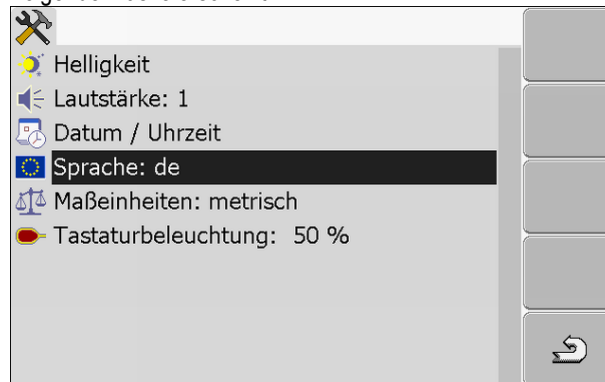 Helligkeit
Lautstärke: 1
Datum / Uhrzeit
Sprache: de
Maßeinheiten: metrisch
Tastaturbeleuchtung: 50 %